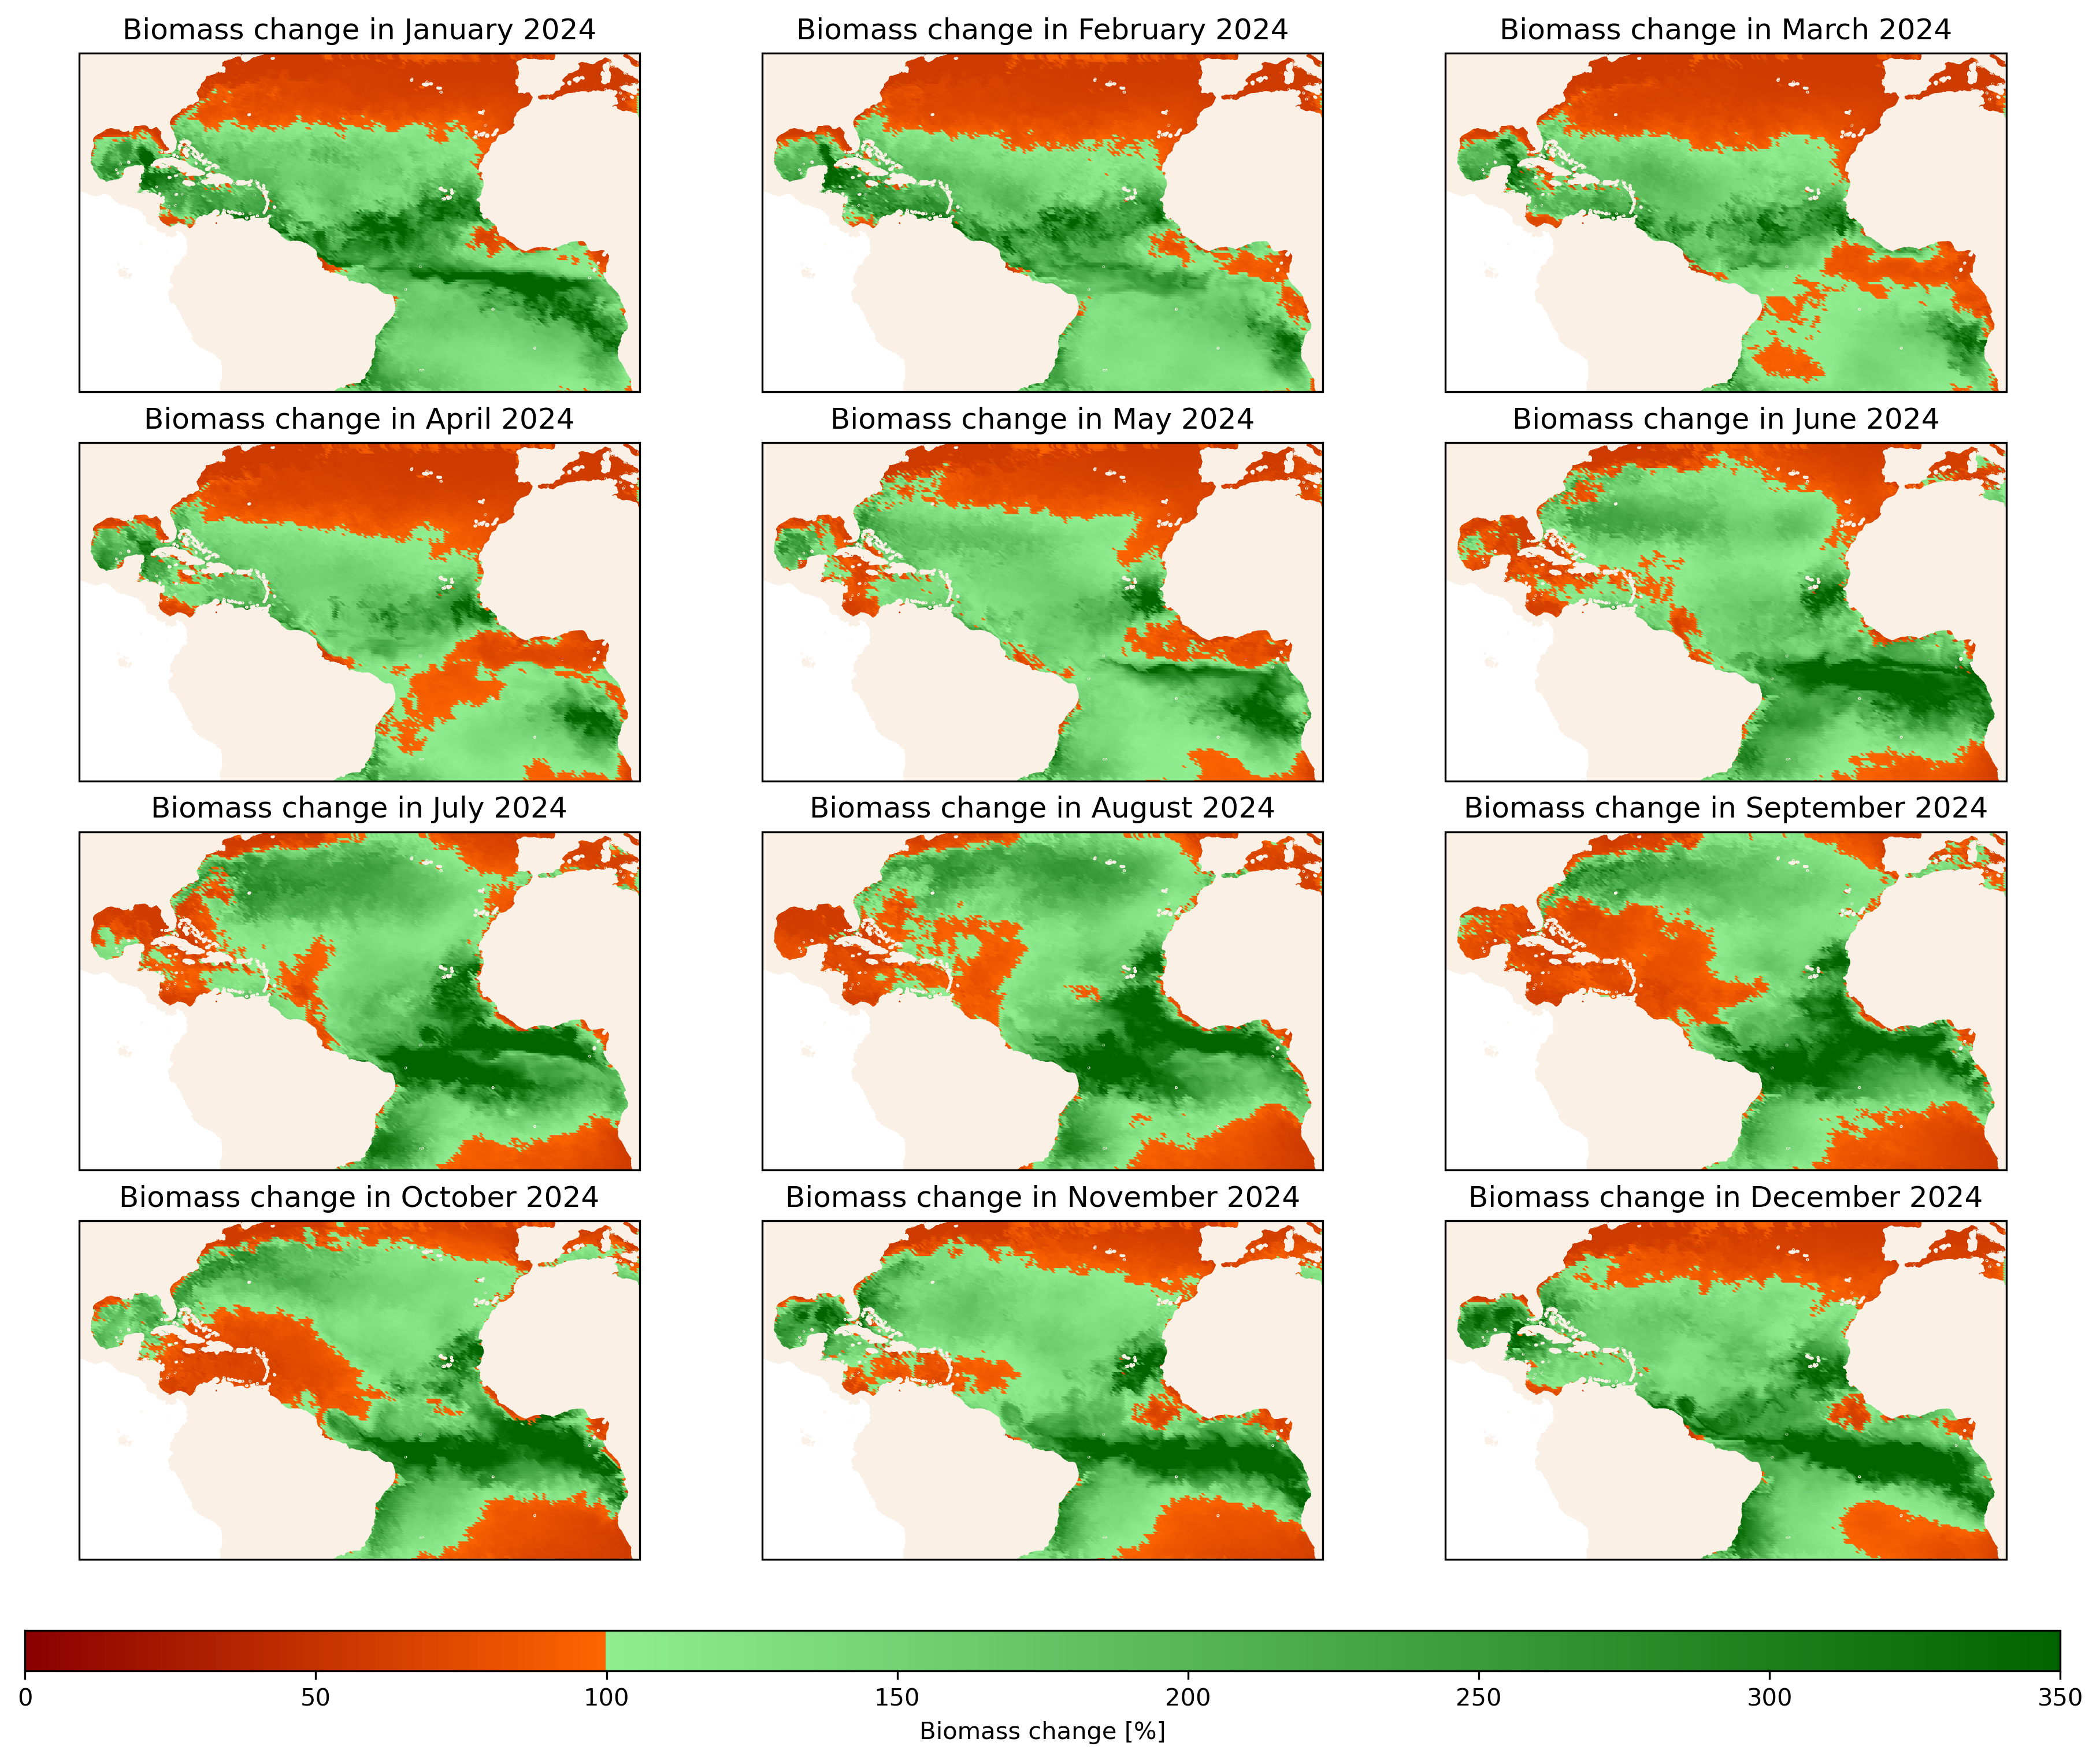 Biomass change in January 2024
Biomass change in February 2024
Biomass change in March 2024
Biomass change in April 2024
Biomass change in May 2024
Biomass change in June 2024
Biomass change in July 2024
Biomass change in August 2024
Biomass change in September 2024
Biomass change in October 2024
Biomass change in November 2024
Biomass change in December 2024
0 50 100 150 200 250 300 350
Biomass change [%]